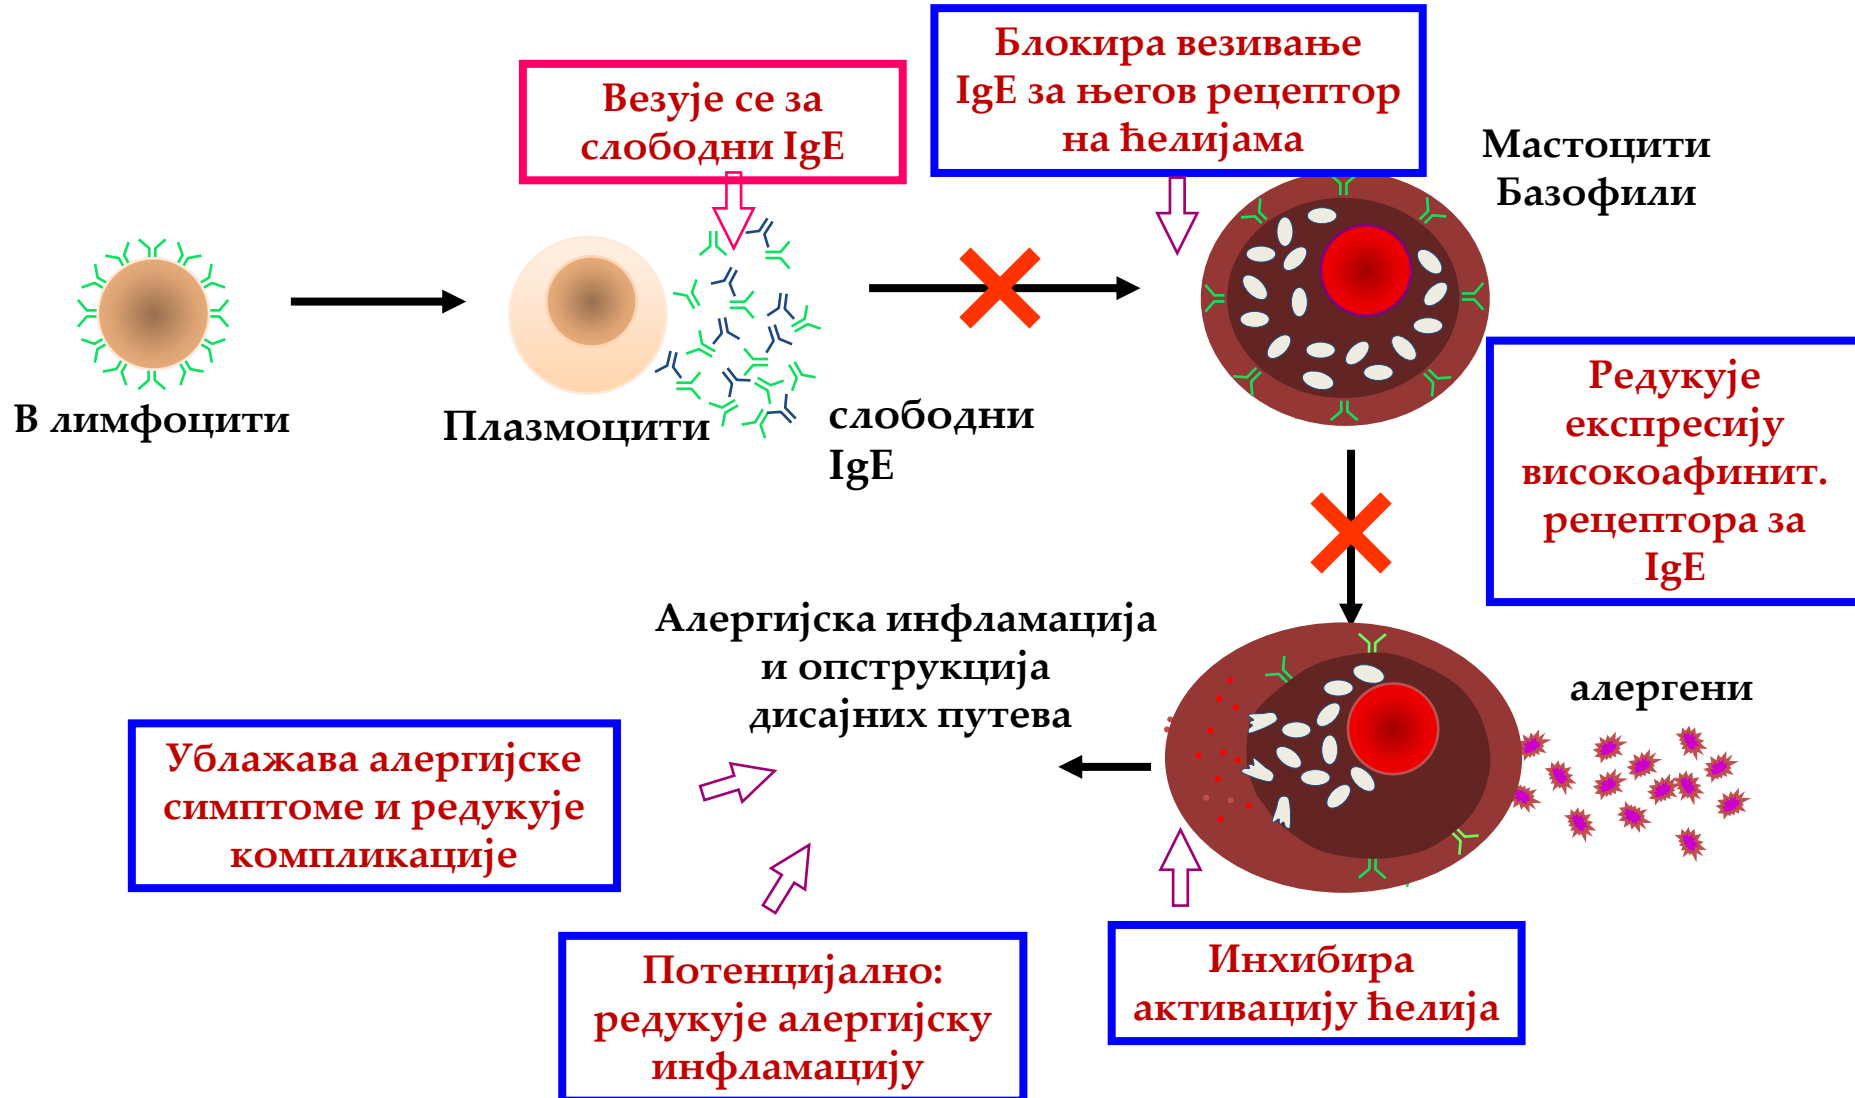 Везује се за
слободни IgE
Блокира везивање
IgE за његов рецептор
на ћелијама
Мастоцити
Базофили
В лимфоцити
Плазмоцити
слободни
IgE
Редукује
експресију
високоафинит.
рецептора за
IgE
Алергијска инфламација
и опструкција
дисајних путева
алергени
Ублажава алергијске
симптоме и редукује
компликације
Потенцијално:
редукује алергијску
инфламацију
Инхибира
активацију ћелија